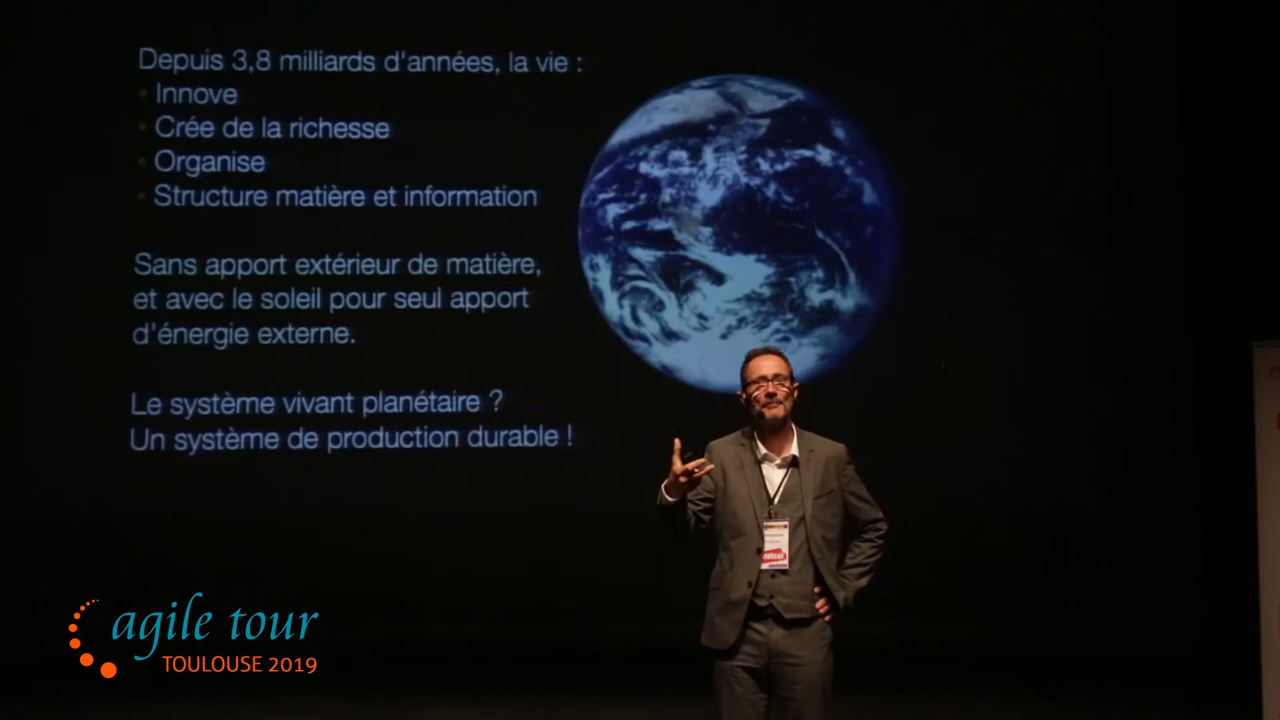 Depuis 3,8 milliards d'années, la vie :
• Innove
• Crée de la richesse
• Organise
• Structure matière et information
Sans apport extérieur de matière,
et avec le soleil pour seul apport
d'énergie externe.
Le système vivant planétaire ?
Un système de production durable !
agile tour
TOULOUSE 2019